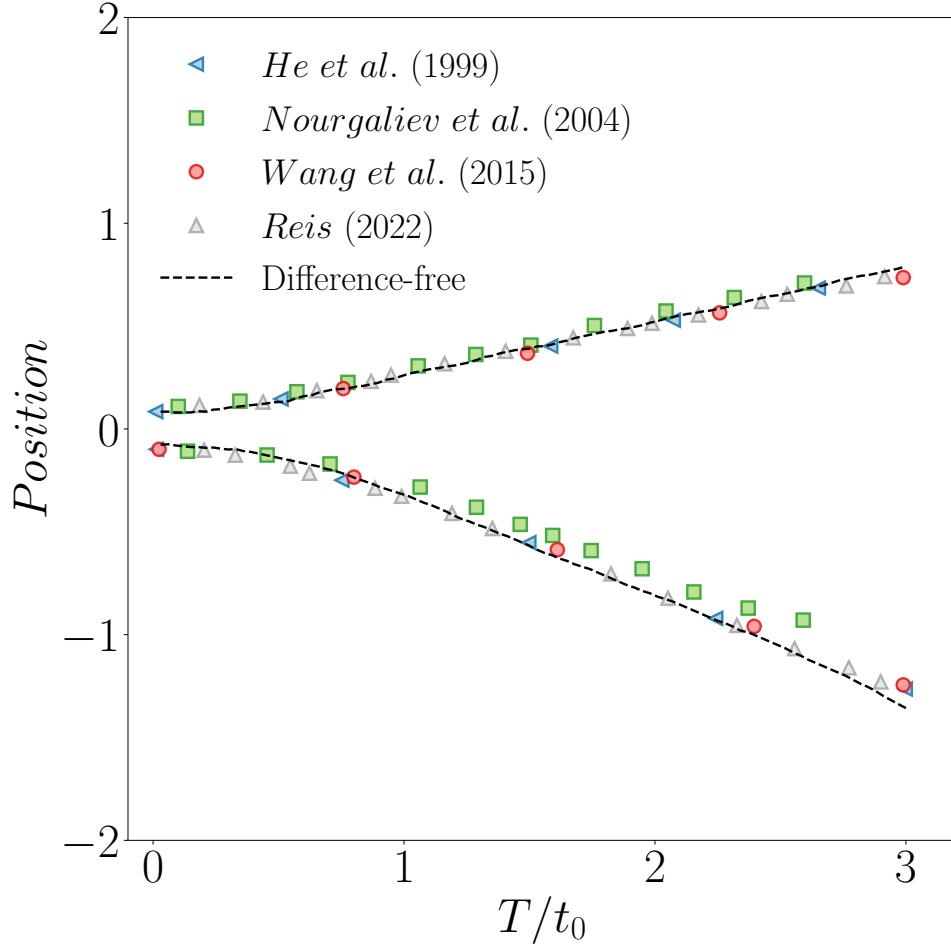 2
He et al. (1999)
Nourgaliev et al. (2004)
Wang et al. (2015)
Reis (2022)
Difference-free
1
0
−1
−2
Position
0 1 2 3
T/t₀